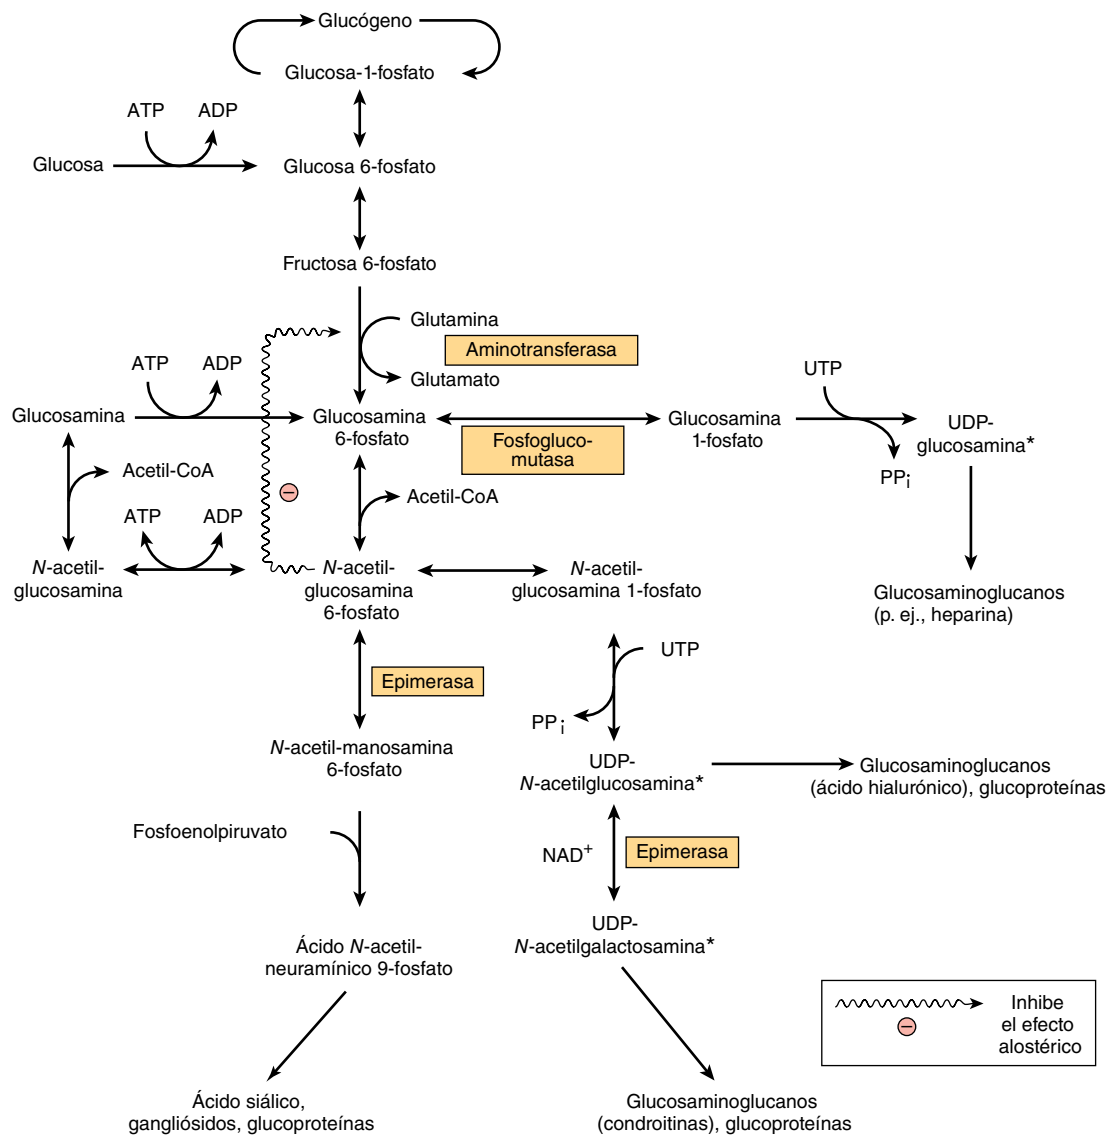 Glucógeno
Glucosa-1-fosfato
ATP
ADP
Glucosa
Glucosa 6-fosfato
Fructosa 6-fosfato
Glutamina
Aminotransferasa
Glutamato
ATP
ADP
UTP
Glucosamina
Glucosamina
6-fosfato
Fosfogluco-
mutasa
Glucosamina
1-fosfato
UDP-
glucosamina*
PPi
Acetil-CoA
Acetil-CoA
ATP
ADP
N-acetil-
glucosamina
N-acetil-
glucosamina
6-fosfato
N-acetil-
glucosamina 1-fosfato
Glucosaminoglucanos
(p. ej., heparina)
Epimerasa
UTP
PPi
N-acetil-manosamina
6-fosfato
UDP-
N-acetilglucosamina*
Glucosaminoglucanos
(ácido hialurónico), glucoproteínas
Fosfoenolpiruvato
NAD+
Epimerasa
Ácido N-acetil-
neuramínico 9-fosfato
UDP-
N-acetilgalactosamina*
Inhibe
el efecto
alostérico
Ácido siálico,
gangliósidos, glucoproteínas
Glucosaminoglucanos
(condroitinas), glucoproteínas